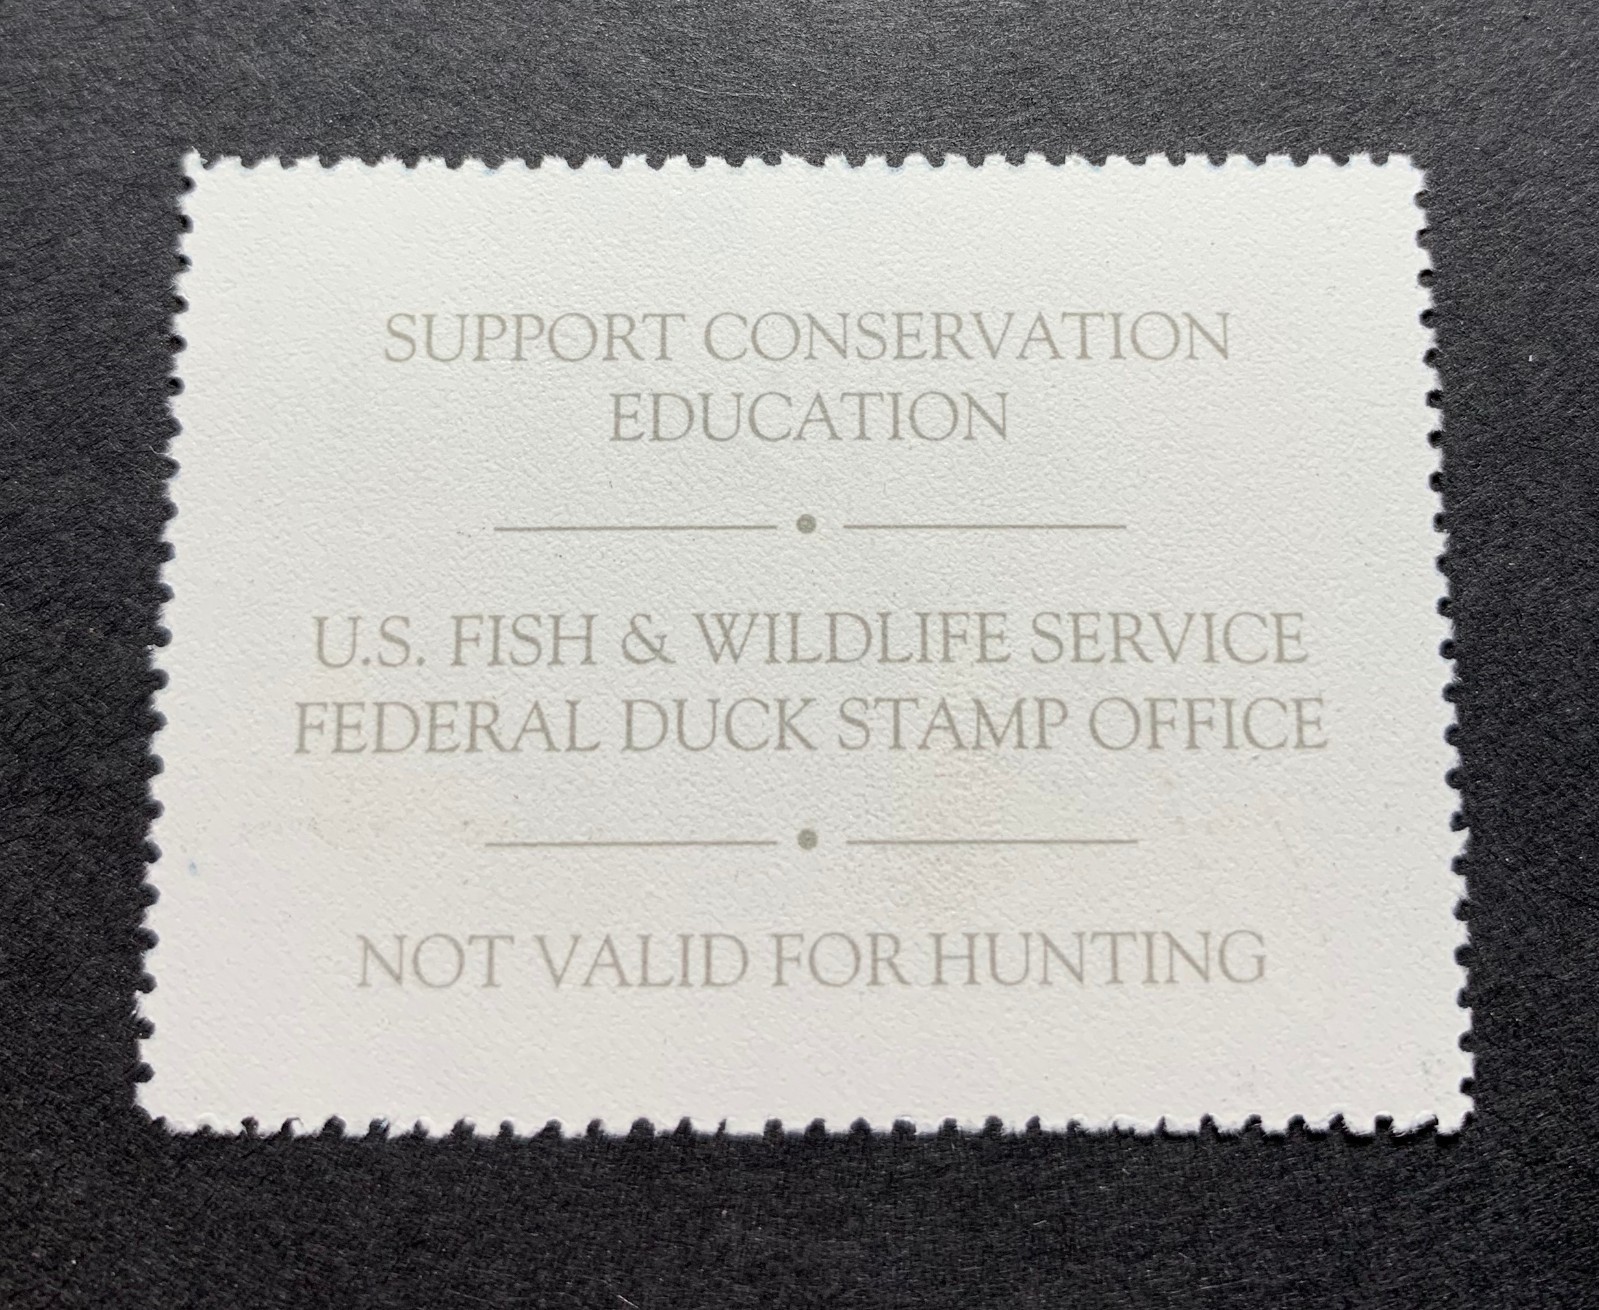 SUPPORT CONSERVATION
EDUCATION
U.S. FISH & WILDLIFE SERVICE
FEDERAL DUCK STAMP OFFICE
NOT VALID FOR HUNTING